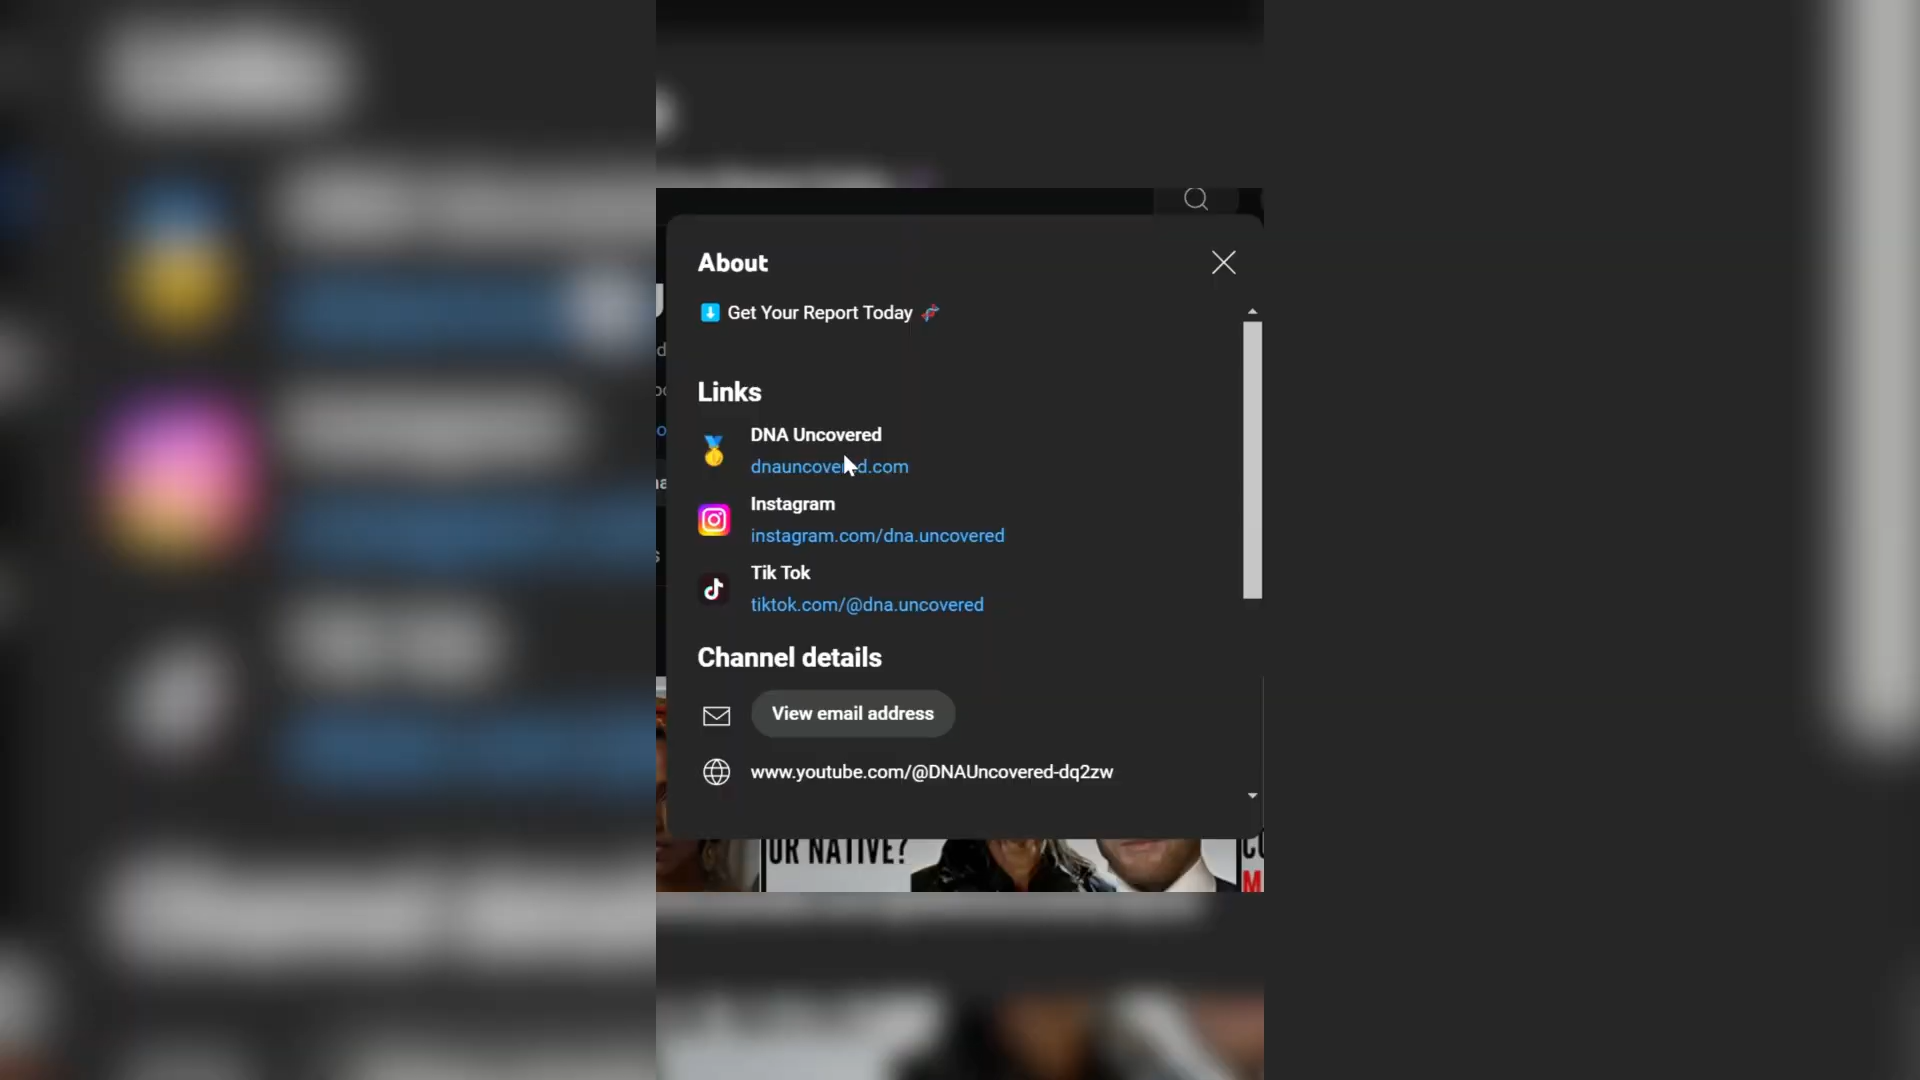 About
Get Your Report Today
Links
DNA Uncovered
dnauncovered.com
Instagram
instagram.com/dna.uncovered
Tik Tok
tiktok.com/@dna.uncovered
Channel details
View email address
www.youtube.com/@DNAUncovered-dq2zw
OR NATIVE?